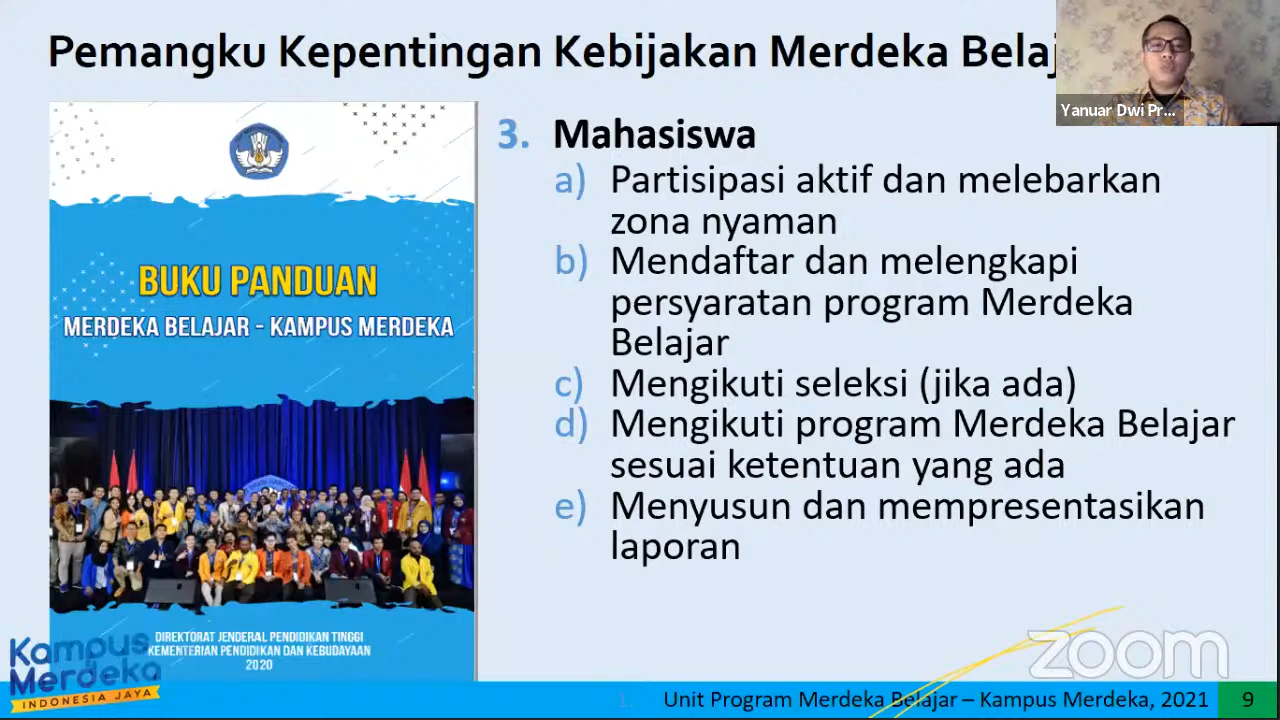 Pemangku Kepentingan Kebijakan Merdeka Belaj
Yanuar Dwi Pr...
3. Mahasiswa
a) Partisipasi aktif dan melebarkan
zona nyaman
b) Mendaftar dan melengkapi
persyaratan program Merdeka
Belajar
c) Mengikuti seleksi (jika ada)
d) Mengikuti program Merdeka Belajar
sesuai ketentuan yang ada
e) Menyusun dan mempresentasikan
laporan
BUKU PANDUAN
MERDEKA BELAJAR - KAMPUS MERDEKA
DIREKTORAT JENDERAL PENDIDIKAN TINGGI
KEMENTERIAN PENDIDIKAN DAN KEBUDAYAAN
2020
Kampus
Merdeka
INDONESIA JAYA
zoom
1. Unit Program Merdeka Belajar – Kampus Merdeka, 2021 9